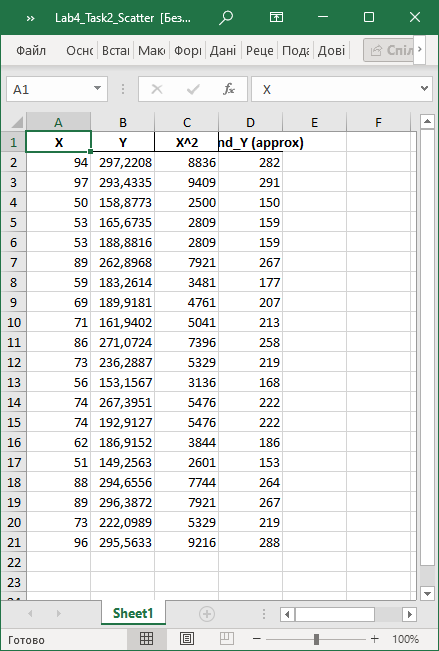 » Lab4_Task2_Scatter [Без...
Файл Оснс Встаі Макє Форі Дані Реце Пода Дові Спіл
A1 fx X
A B C D E F
1 X Y X^2 nd_Y (approx)
2 94 297,2208 8836 282
3 97 293,4335 9409 291
4 50 158,8773 2500 150
5 53 165,6735 2809 159
6 53 188,8816 2809 159
7 89 262,8968 7921 267
8 59 183,2614 3481 177
9 69 189,9181 4761 207
10 71 161,9402 5041 213
11 86 271,0724 7396 258
12 73 236,2887 5329 219
13 56 153,1567 3136 168
14 74 267,3951 5476 222
15 74 192,9127 5476 222
16 62 186,9152 3844 186
17 51 149,2563 2601 153
18 88 294,6556 7744 264
19 89 296,3872 7921 267
20 73 222,0989 5329 219
21 96 295,5633 9216 288
22
23
Sheet1
Готово 100%